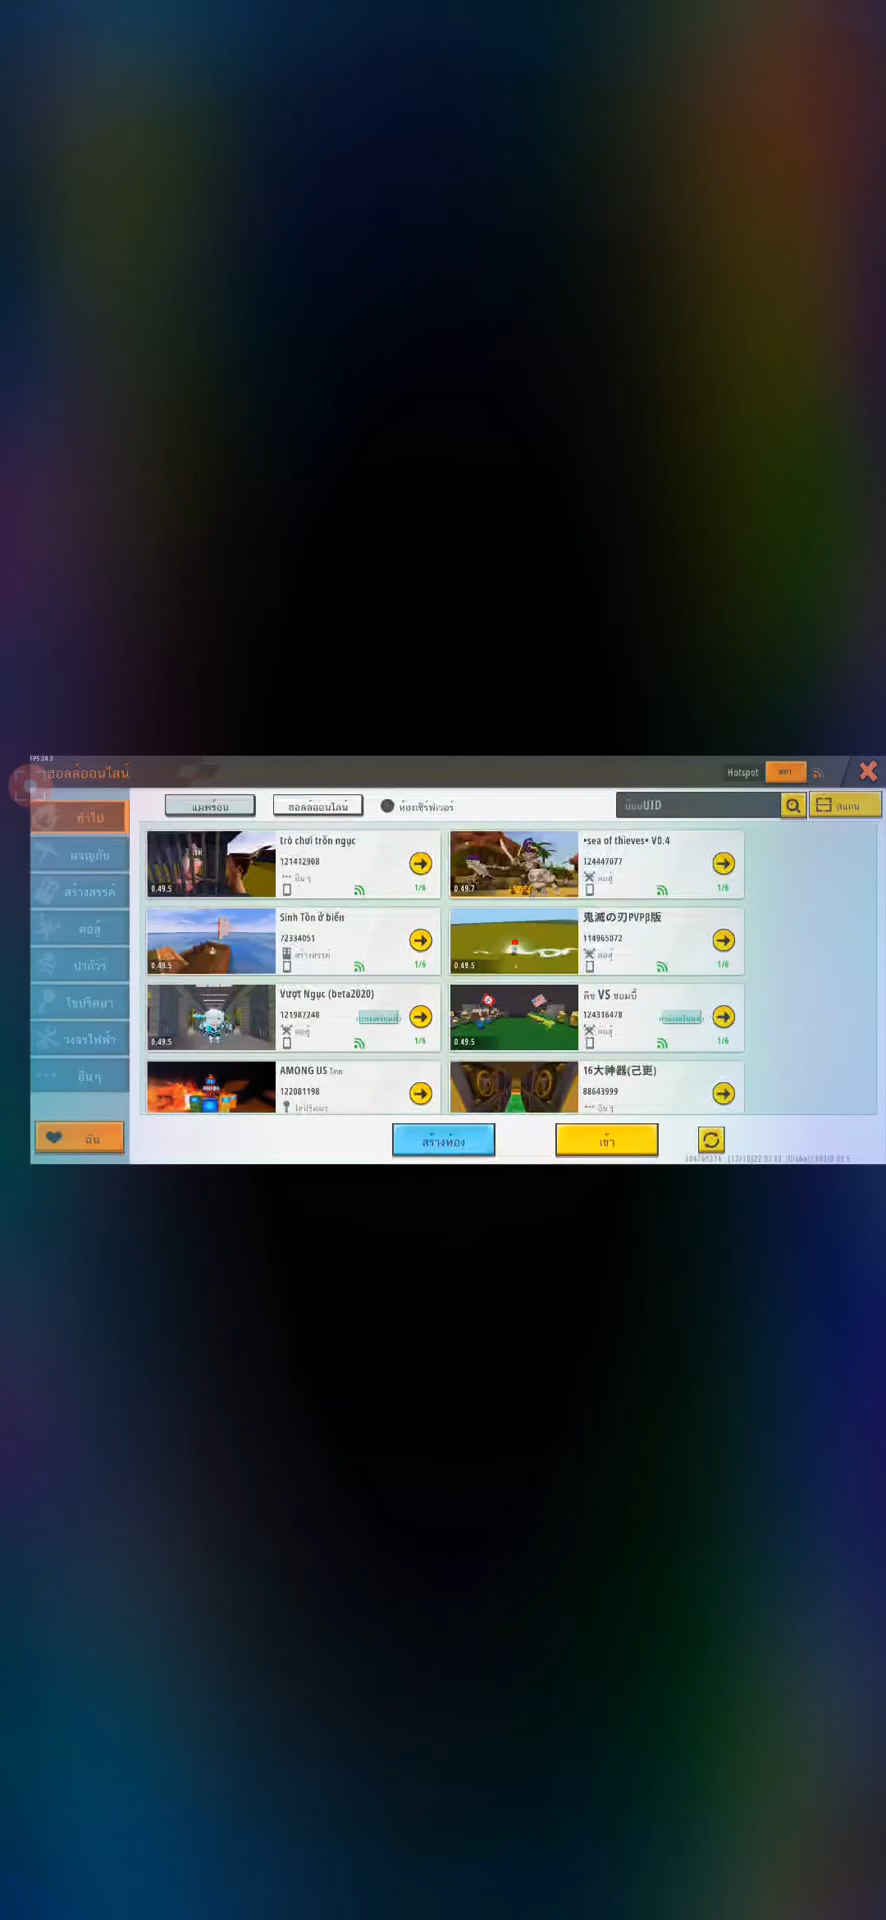 ฮอลล์ออนไลน์
Hotspot
ทั่วไป
ผจญภัย
สร้างสรรค์
ต่อสู้
ปาร์กัวร์
ไขปริศนา
วงจรไฟฟ้า
อื่นๆ
ฉัน
แมพร้อน
ฮอลล์ออนไลน์
ห้องเซิร์ฟเวอร์
ป้อนUID
สแกน
trò chơi trốn ngục
121412908
อื่นๆ
0.49.5
1/6
•sea of thieves• V0.4
124447077
ต่อสู้
0.49.7
1/6
Sinh Tồn ở biển
72334051
สร้างสรรค์
0.49.5
1/6
鬼滅の刃PVPβ版
114965072
ต่อสู้
0.49.5
1/6
Vượt Ngục (beta2020)
121987248
ต่อสู้
0.49.5
1/6
พืช VS ซอมบี้
124316478
ต่อสู้
0.49.5
1/6
AMONG US ไทย
122081198
ไขปริศนา
16大神器(己更)
88643999
อื่นๆ
สร้างห้อง
เข้า